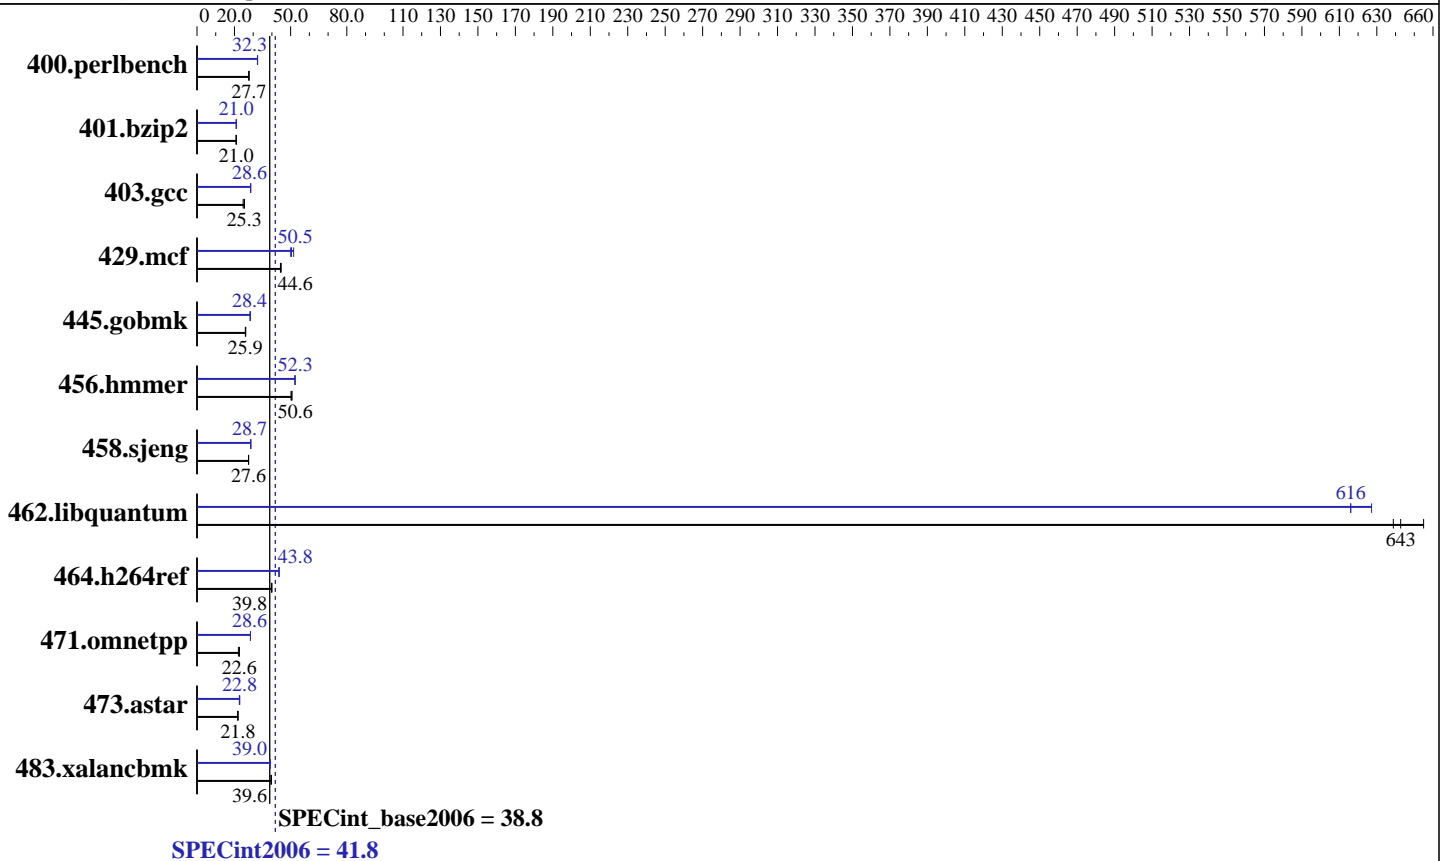 0 20.0 50.0 80.0 110 130 150 170 190 210 230 250 270 290 310 330 350 370 390 410 430 450 470 490 510 530 550 570 590 610 630 660
32.3
400.perlbench
27.7
21.0
401.bzip2
21.0
28.6
403.gcc
25.3
50.5
429.mcf
44.6
28.4
445.gobmk
25.9
52.3
456.hmmer
50.6
28.7
458.sjeng
27.6
616
462.libquantum
643
43.8
464.h264ref
39.8
28.6
471.omnetpp
22.6
22.8
473.astar
21.8
39.0
483.xalancbmk
39.6
SPECint_base2006 = 38.8
SPECint2006 = 41.8